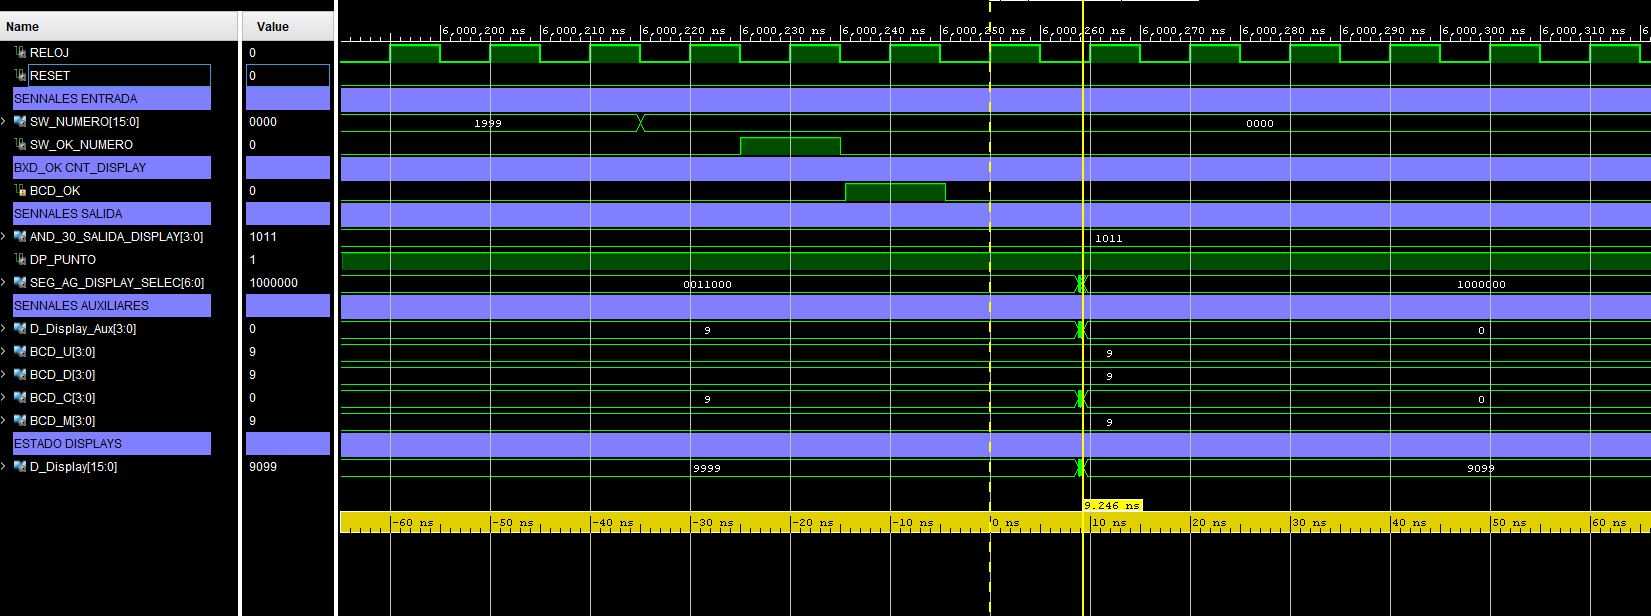 Name Value
6,000,200 ns 6,000,210 ns 6,000,220 ns 6,000,230 ns 6,000,240 ns 6,000,250 ns 6,000,260 ns 6,000,270 ns 6,000,280 ns 6,000,290 ns 6,000,300 ns 6,000,310 ns
RELOJ 0
RESET 0
SENNALES ENTRADA
SW_NUMERO[15:0] 0000 1999 0000
SW_OK_NUMERO 0
BXD_OK CNT_DISPLAY
BCD_OK 0
SENNALES SALIDA
AND_30_SALIDA_DISPLAY[3:0] 1011 1011
DP_PUNTO 1
SEG_AG_DISPLAY_SELEC[6:0] 1000000 0011000 1000000
SENNALES AUXILIARES
D_Display_Aux[3:0] 0 9 0
BCD_U[3:0] 9 9
BCD_D[3:0] 9 9
BCD_C[3:0] 0 9 0
BCD_M[3:0] 9 9
ESTADO DISPLAYS
D_Display[15:0] 9099 9999 9099
9.246 ns
-60 ns -50 ns -40 ns -30 ns -20 ns -10 ns 0 ns 10 ns 20 ns 30 ns 40 ns 50 ns 60 ns